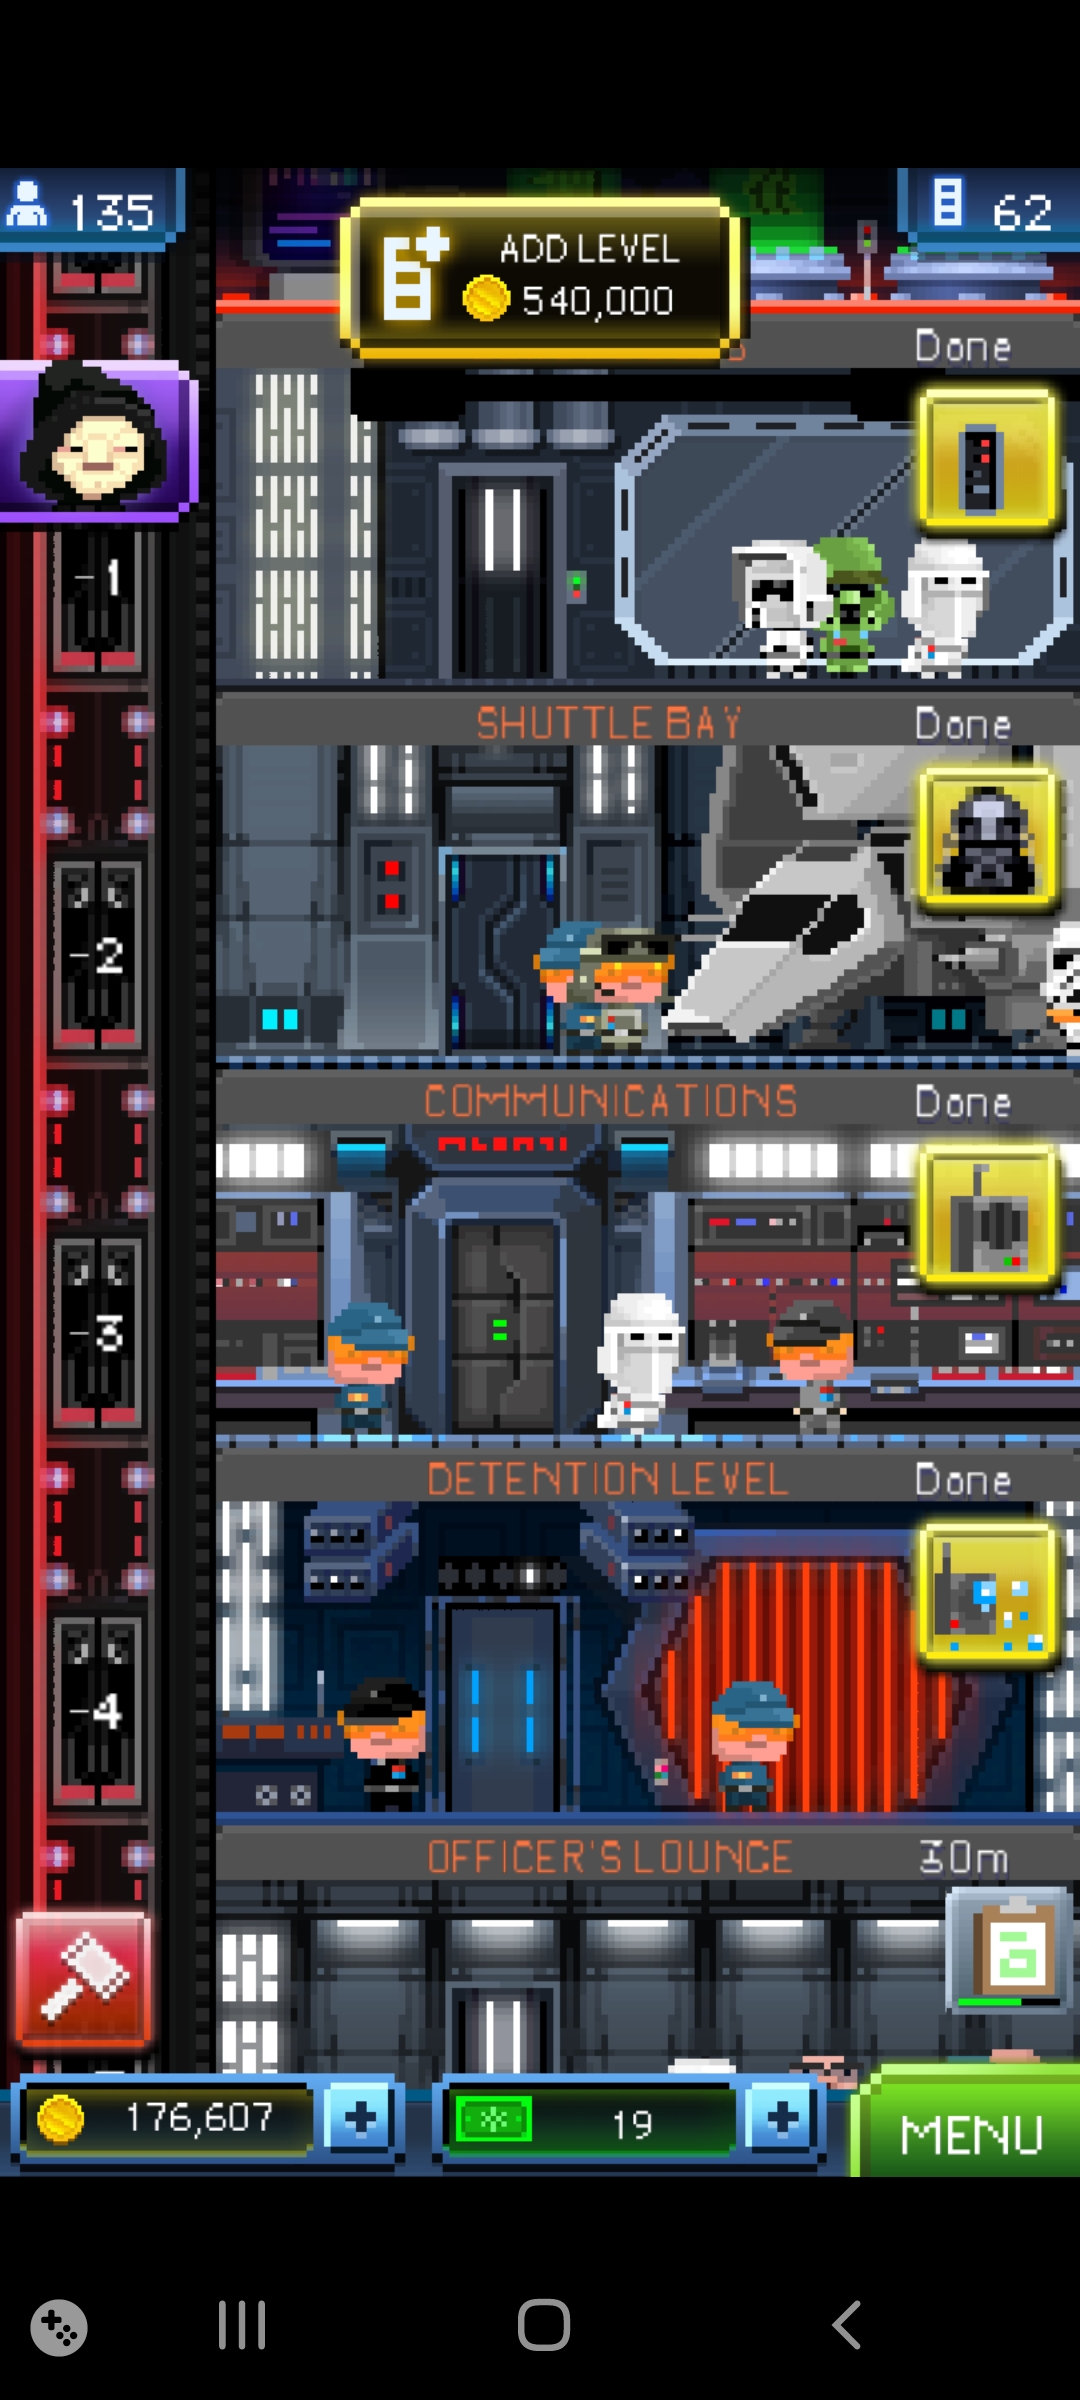 135
62
ADD LEVEL
540,000
Done
-1
SHUTTLE BAY Done
-2
COMMUNICATIONS Done
-3
DETENTION LEVEL Done
-4
OFFICER'S LOUNGE 30m
176,607
19
MENU